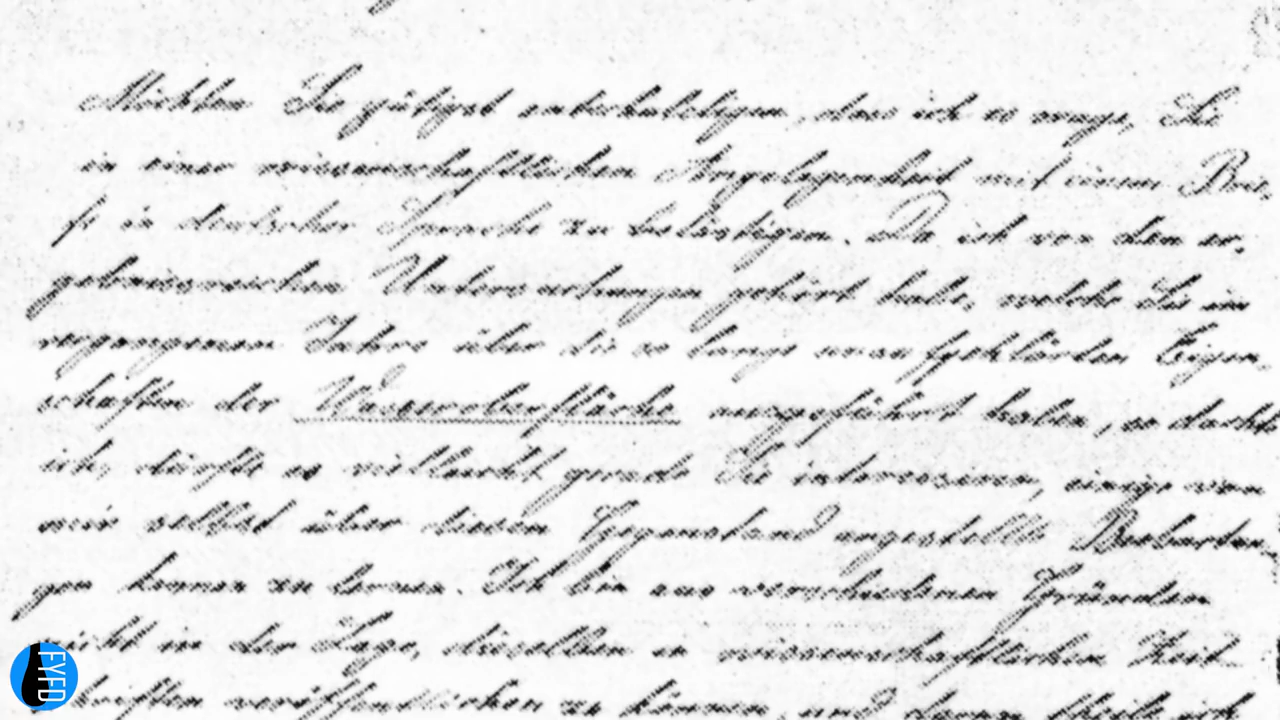 Möchten Sie gütigst entschuldigen, dass ich es wage, Sie
in einer wissenschaftlichen Angelegenheit mit einem Brie-
fe in deutscher Sprache zu belästigen. Da ich von den er-
gebnissreichen Untersuchungen gehört habe, welche Sie im
vergangenen Jahre über die so lange unaufgeklärten Eigen-
schaften der Wasseroberfläche ausgeführt haben, so dachte
ich, dürfte es vielleicht gerade Sie interessiren, einige von
mir selbst über diesen Gegenstand angestellte Beobachtun-
gen kennen zu lernen. Ich bin aus verschiedenen Gründen
nicht in der Lage, dieselben in wissenschaftlichen Zeit-
schriften veröffentlichen zu können, und
FYFD